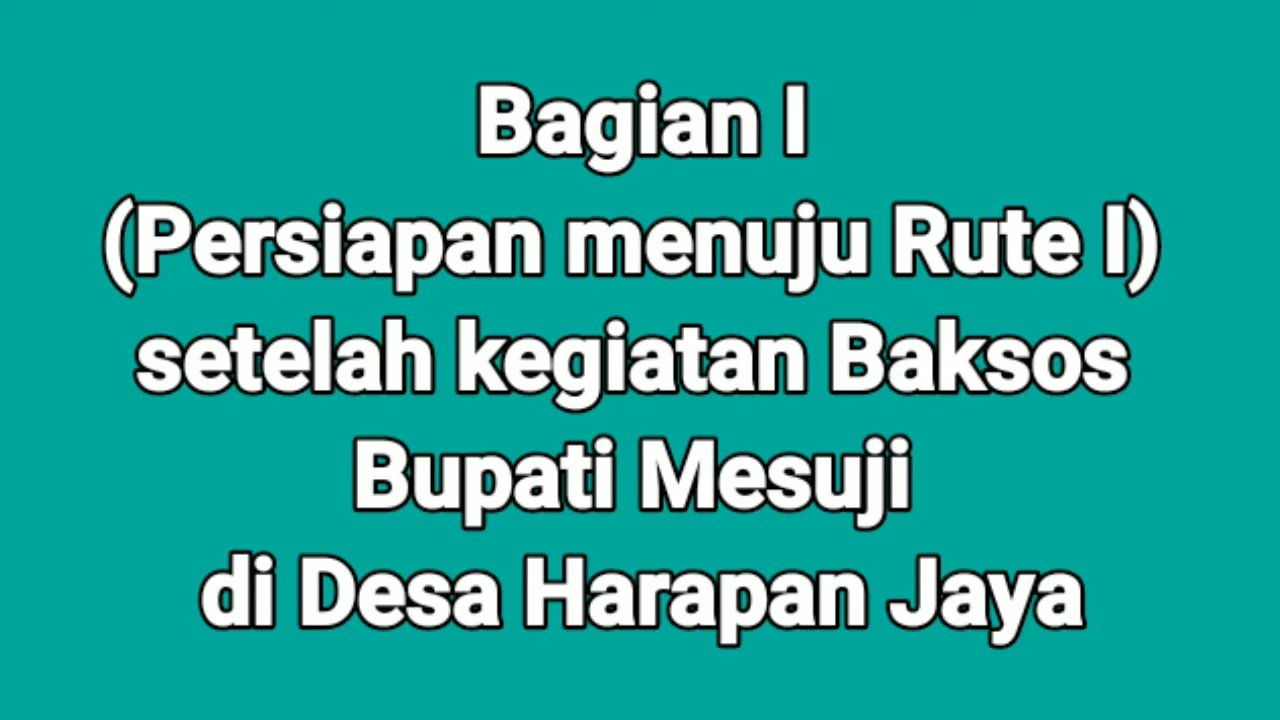 Bagian I
(Persiapan menuju Rute I)
setelah kegiatan Baksos
Bupati Mesuji
di Desa Harapan Jaya